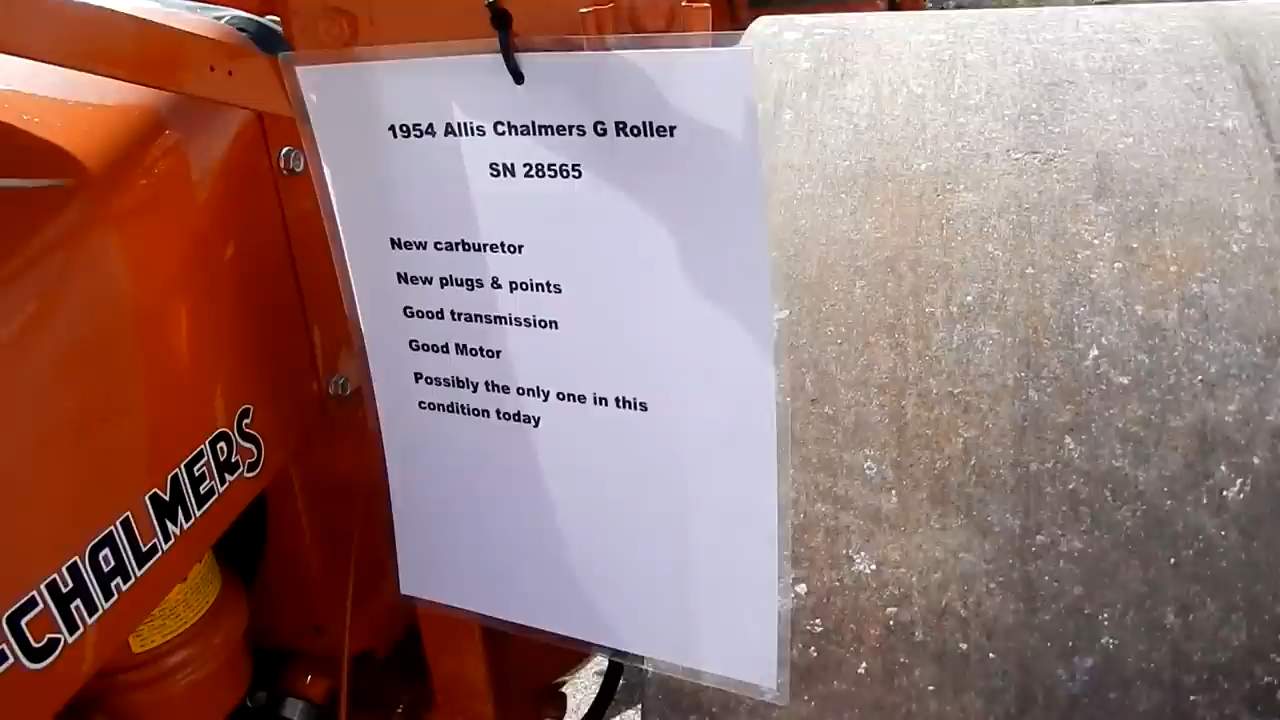 1954 Allis Chalmers G Roller
SN 28565
New carburetor
New plugs & points
Good transmission
Good Motor
Possibly the only one in this
condition today
-CHALMERS